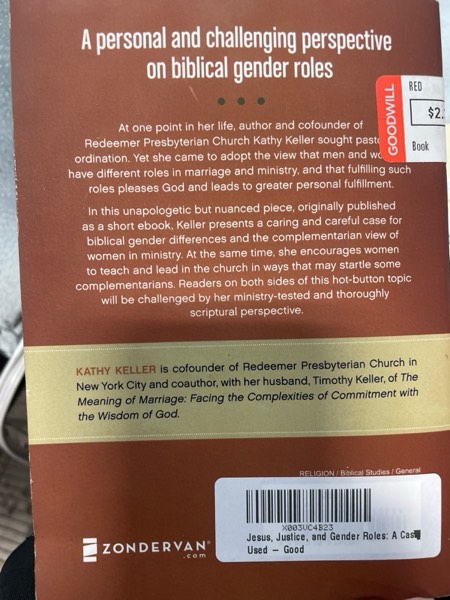 A personal and challenging perspective
on biblical gender roles
At one point in her life, author and cofounder of
Redeemer Presbyterian Church Kathy Keller sought
ordination. Yet she came to adopt the view that men and
have different roles in marriage and ministry, and that fulfilling such
roles pleases God and leads to greater personal fulfillment.
In this unapologetic but nuanced piece, originally published
as a short ebook, Keller presents a caring and careful case for
biblical gender differences and the complementarian view of
women in ministry. At the same time, she encourages women
to teach and lead in the church in ways that may startle some
complementarians. Readers on both sides of this hot-button topic
will be challenged by her ministry-tested and thoroughly
scriptural perspective.
GOODWILL
RED
$2.
Book
KATHY KELLER is cofounder of Redeemer Presbyterian Church in
New York City and coauthor, with her husband, Timothy Keller, of The
Meaning of Marriage: Facing the Complexities of Commitment with
the Wisdom of God.
RELIGION / Biblical Studies / General
X003VC4B23
Jesus, Justice, and Gender Roles: A Cas
Used – Good
ZONDERVAN®
.com